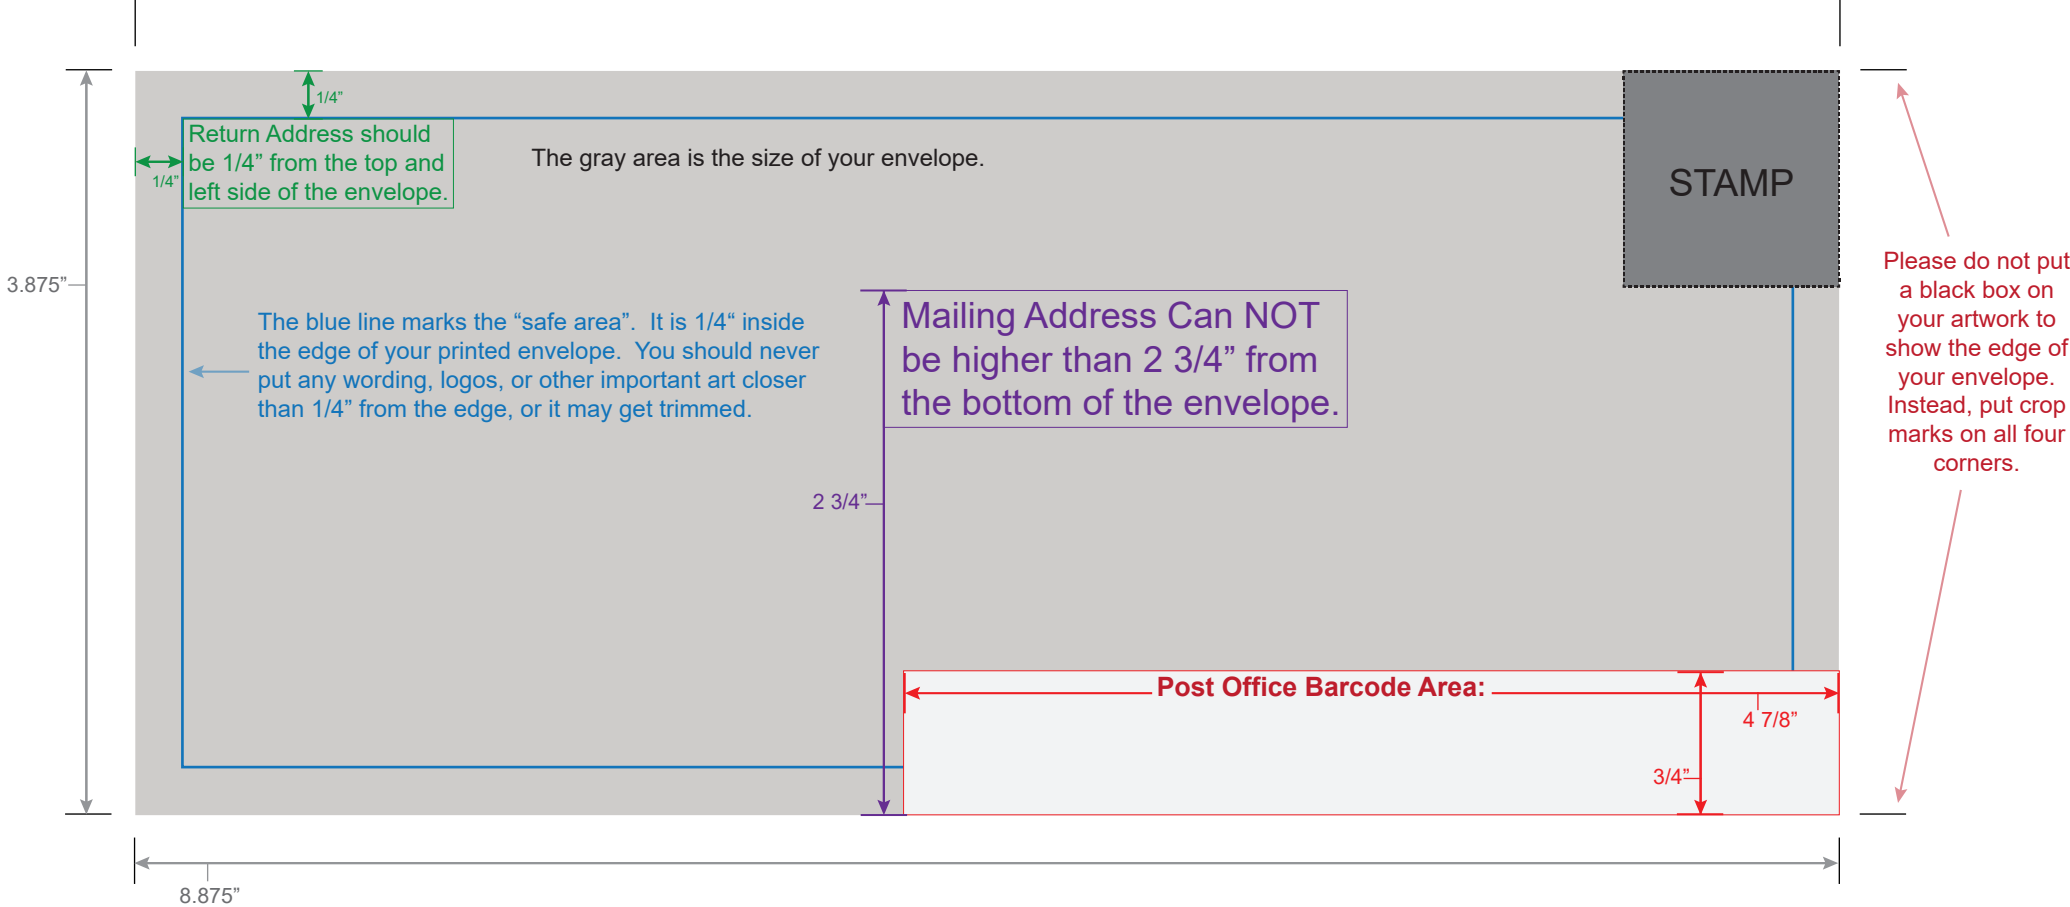 1/4”
Return Address should
be 1/4” from the top and
left side of the envelope.
1/4”
The gray area is the size of your envelope.
STAMP
3.875”
The blue line marks the “safe area”.  It is 1/4“ inside
the edge of your printed envelope.  You should never
put any wording, logos, or other important art closer
than 1/4” from the edge, or it may get trimmed.
Mailing Address Can NOT
be higher than 2 3/4” from
the bottom of the envelope.
2 3/4”
Please do not put
a black box on
your artwork to
show the edge of
your envelope.
Instead, put crop
marks on all four
corners.
Post Office Barcode Area:
4 7/8”
3/4”
8.875”